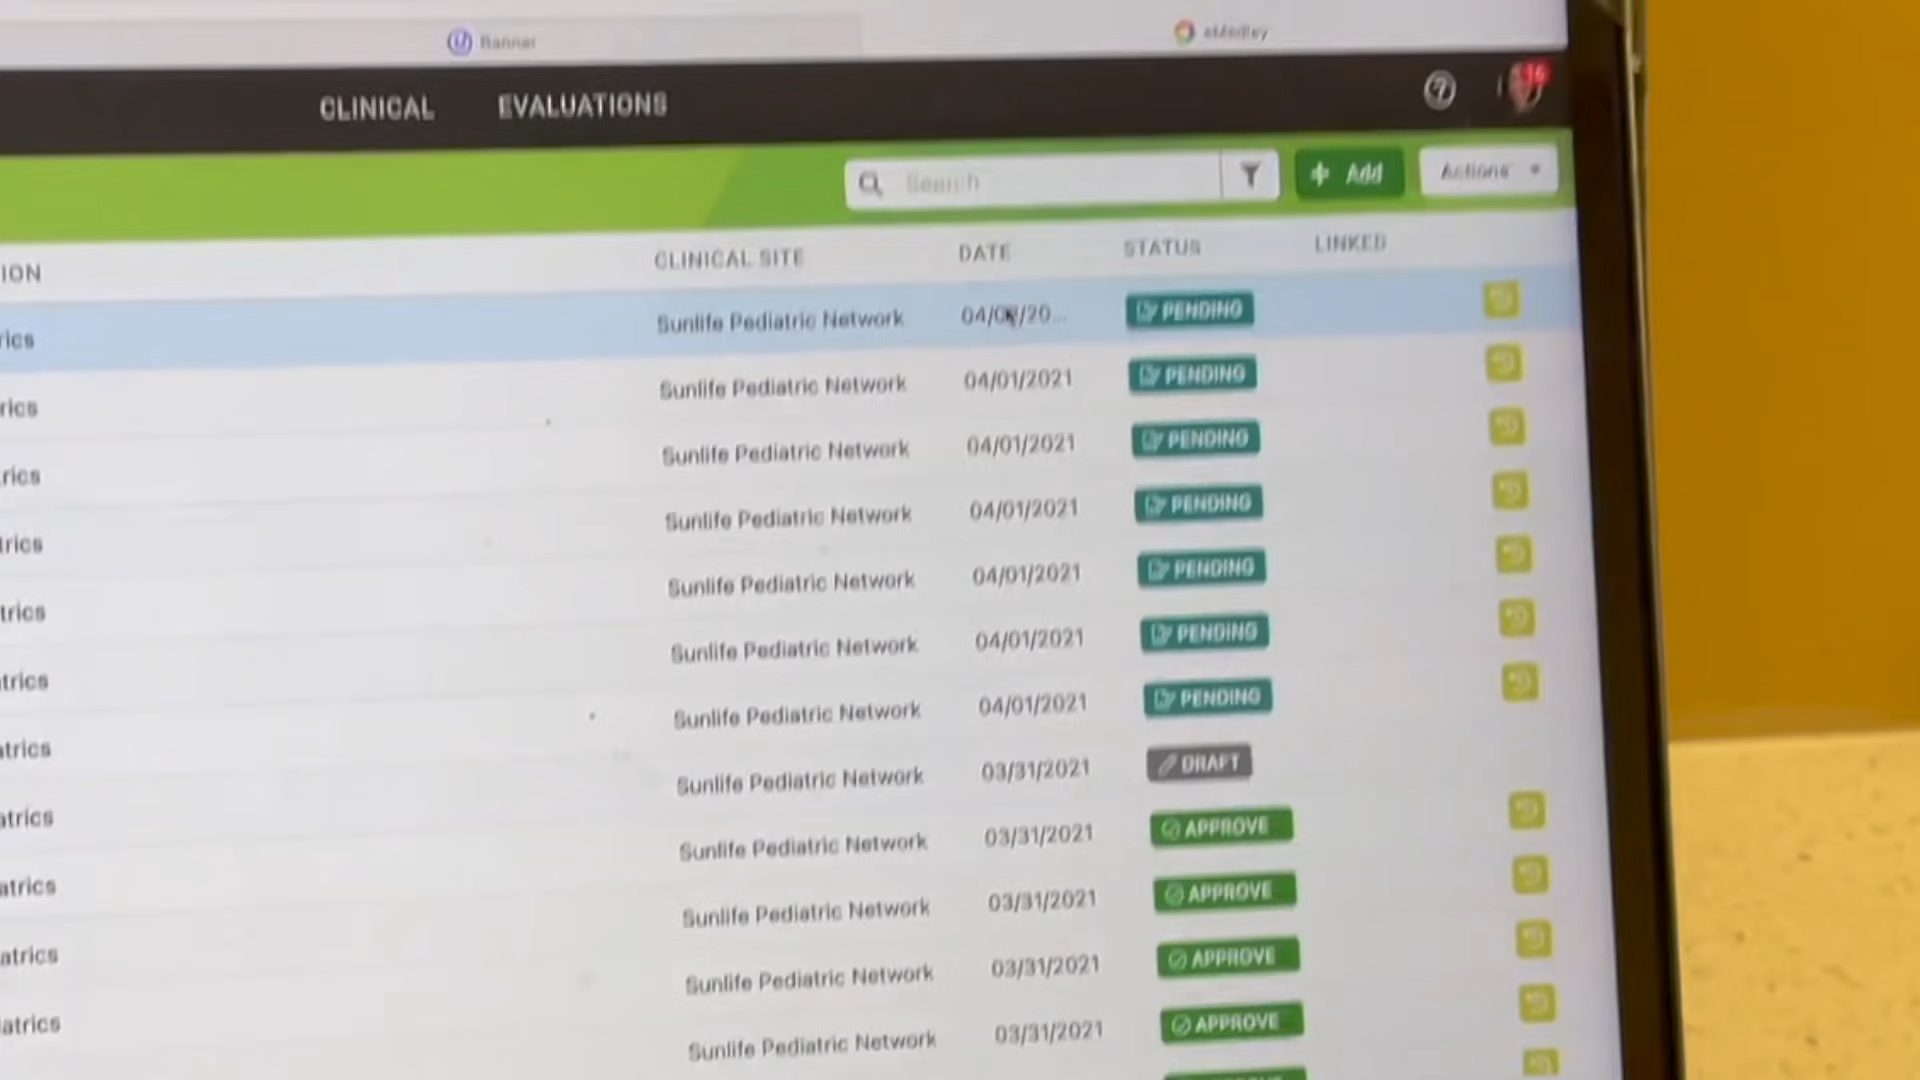 Banner eMedley
CLINICAL EVALUATIONS
Search Add Actions
ION CLINICAL SITE DATE STATUS LINKED
rics Sunlife Pediatric Network PENDING
rics Sunlife Pediatric Network 04/01/2021 PENDING
rics Sunlife Pediatric Network 04/01/2021 PENDING
trics Sunlife Pediatric Network 04/01/2021 PENDING
trics Sunlife Pediatric Network 04/01/2021 PENDING
trics Sunlife Pediatric Network 04/01/2021 PENDING
atrics Sunlife Pediatric Network 04/01/2021 PENDING
atrics Sunlife Pediatric Network 03/31/2021 DRAFT
atrics Sunlife Pediatric Network 03/31/2021 APPROVE
atrics Sunlife Pediatric Network 03/31/2021 APPROVE
iatrics Sunlife Pediatric Network 03/31/2021 APPROVE
Sunlife Pediatric Network 03/31/2021 APPROVE